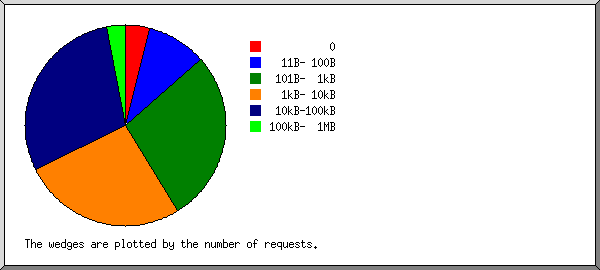 0
11B- 100B
101B- 1kB
1kB- 10kB
10kB-100kB
100kB- 1MB
The wedges are plotted by the number of requests.